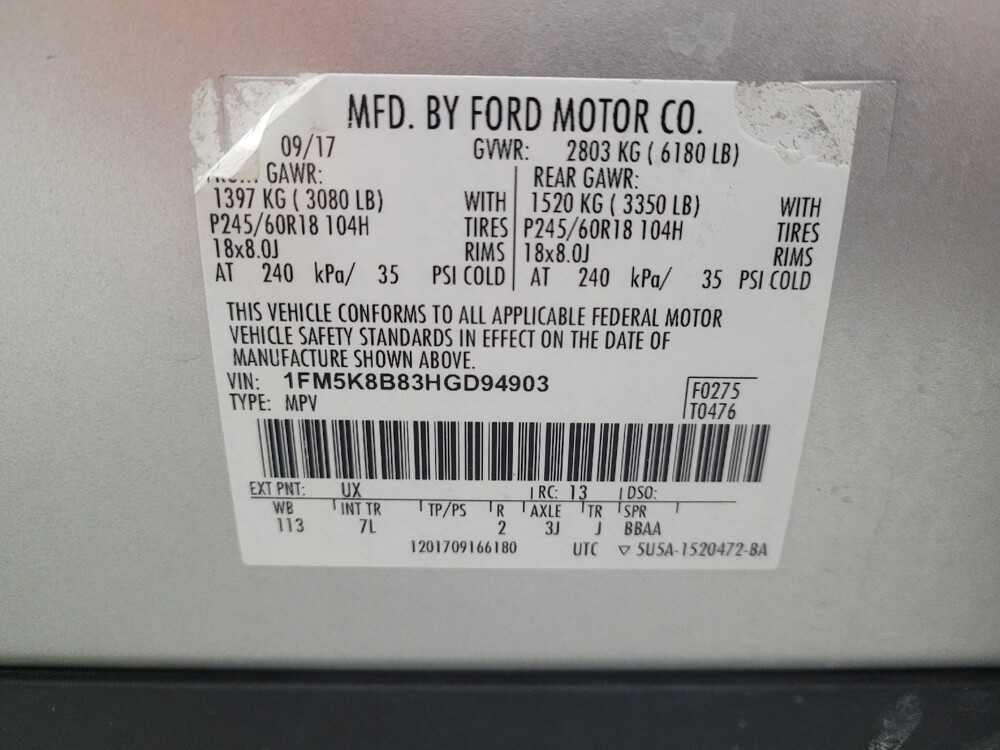 MFD. BY FORD MOTOR CO.
09/17 GVWR: 2803 KG ( 6180 LB)
GAWR: REAR GAWR:
1397 KG ( 3080 LB) WITH 1520 KG ( 3350 LB) WITH
P245/60R18 104H TIRES P245/60R18 104H TIRES
18x8.0J RIMS 18x8.0J RIMS
AT 240 kPa/ 35 PSI COLD AT 240 kPa/ 35 PSI COLD
THIS VEHICLE CONFORMS TO ALL APPLICABLE FEDERAL MOTOR
VEHICLE SAFETY STANDARDS IN EFFECT ON THE DATE OF
MANUFACTURE SHOWN ABOVE.
VIN: 1FM5K8B83HGD94903 F0275
TYPE: MPV T0476
EXT PNT: UX RC: 13 DSO:
WB INT TR TP/PS R AXLE TR SPR
113 7L 2 3J J BBAA
1201709166180 UTC ▽ 5U5A-1520472-BA